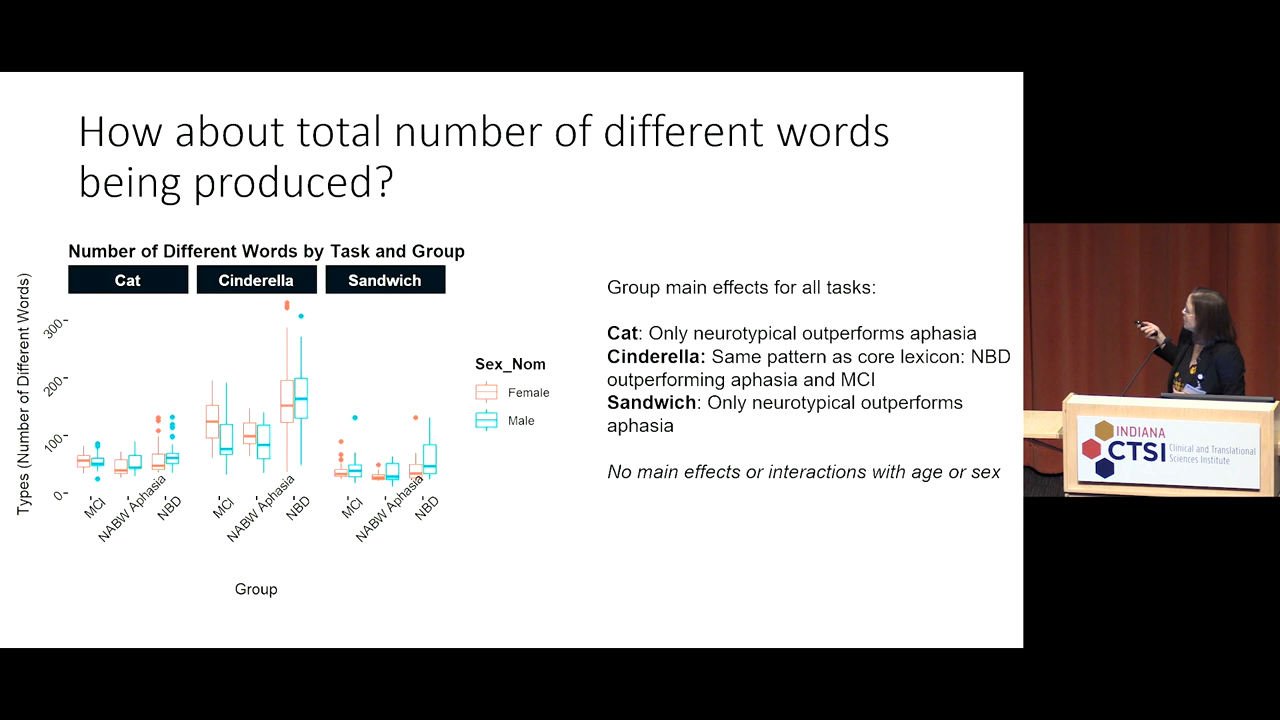 How about total number of different words
being produced?
Number of Different Words by Task and Group
Cat
Cinderella
Sandwich
Types (Number of Different Words)
300
200
100
0
MCI
NABW Aphasia
NBD
MCI
NABW Aphasia
NBD
MCI
NABW Aphasia
NBD
Group
Sex_Nom
Female
Male
Group main effects for all tasks:
Cat: Only neurotypical outperforms aphasia
Cinderella: Same pattern as core lexicon: NBD
outperforming aphasia and MCI
Sandwich: Only neurotypical outperforms
aphasia
No main effects or interactions with age or sex
INDIANA
CTSI
Clinical and Translational
Sciences Institute